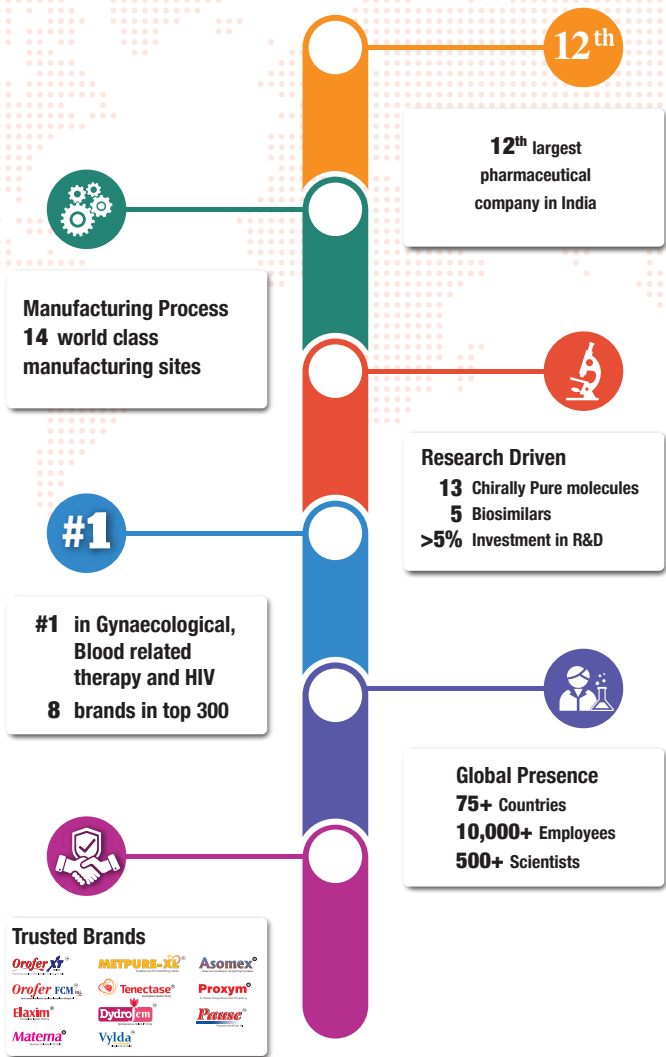 12th
12th largest
pharmaceutical
company in India
Manufacturing Process
14 world class
manufacturing sites
Research Driven
13 Chirally Pure molecules
5 Biosimilars
>5% Investment in R&D
#1
#1 in Gynaecological,
Blood related
therapy and HIV
8 brands in top 300
Global Presence
75+ Countries
10,000+ Employees
500+ Scientists
Trusted Brands
Orofer XT
METPURE-XL
Asomex
Orofer FCM inj.
Tenectase
Proxym
Elaxim
Dydrofem
Pause
Materna
Vylda